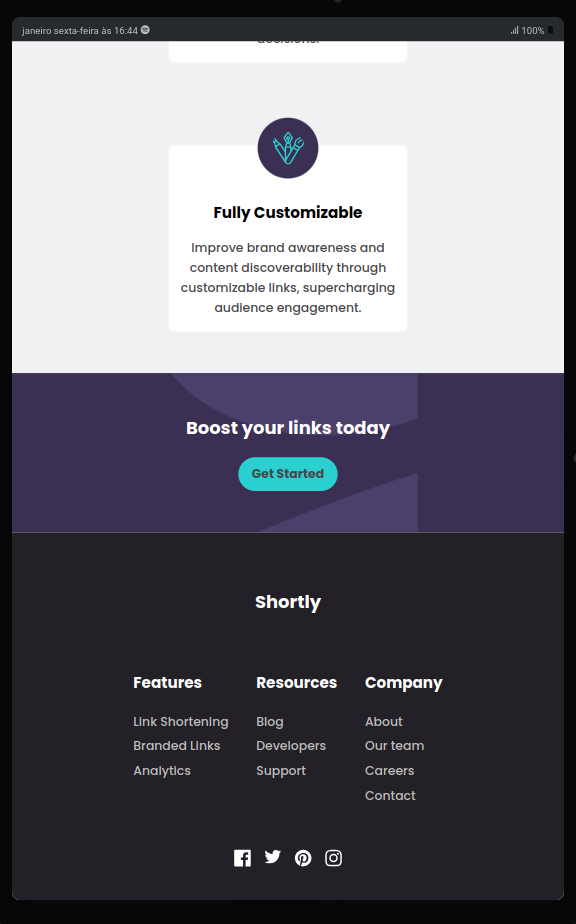 janeiro sexta-feira às 16:44
100%
decisions.
Fully Customizable
Improve brand awareness and
content discoverability through
customizable links, supercharging
audience engagement.
Boost your links today
Get Started
Shortly
Features
Link Shortening
Branded Links
Analytics
Resources
Blog
Developers
Support
Company
About
Our team
Careers
Contact